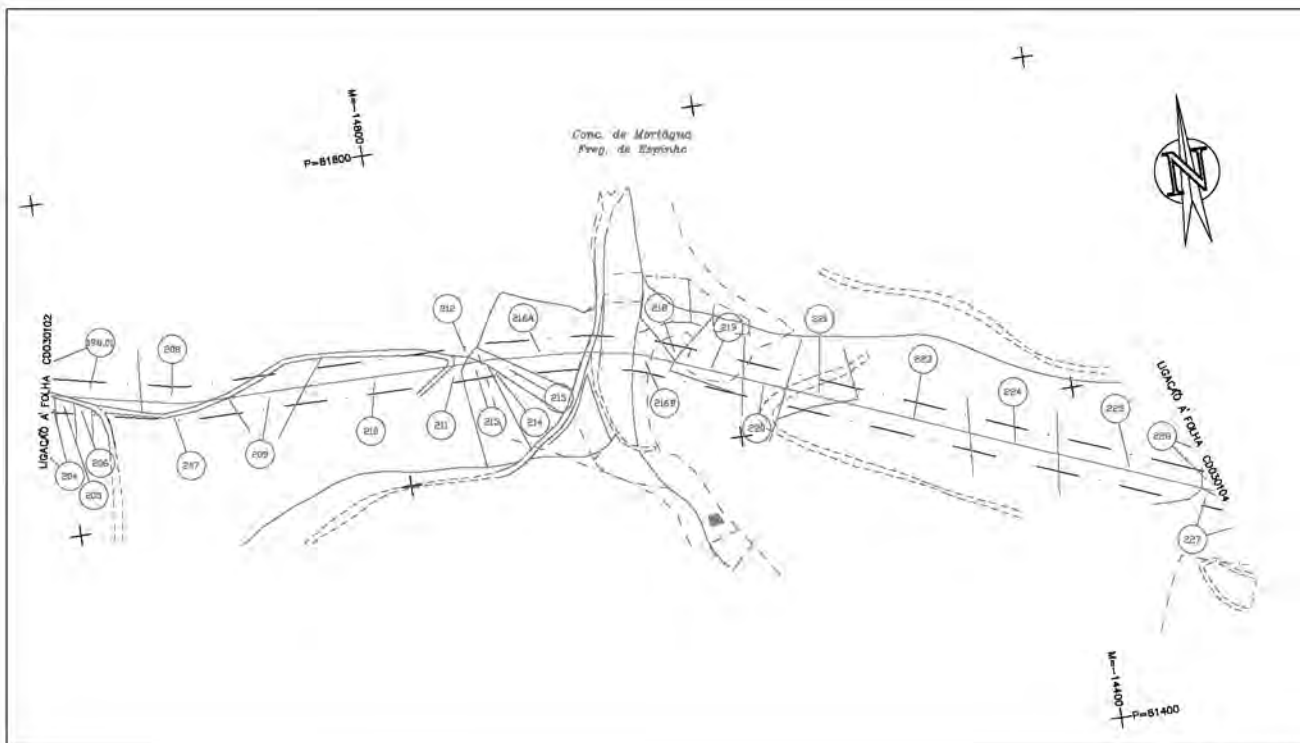 M=-14800
P=81800
Conc. de Mortágua
Freg. de Espinho
N
LIGAÇÃO À FOLHA CD030102
208
212
216A
218
219
221
223
224
225
228
LIGAÇÃO À FOLHA CD030104
204
205
206
207
209
210
211
213
214
215
216B
220
227
M=-14400
P=81400